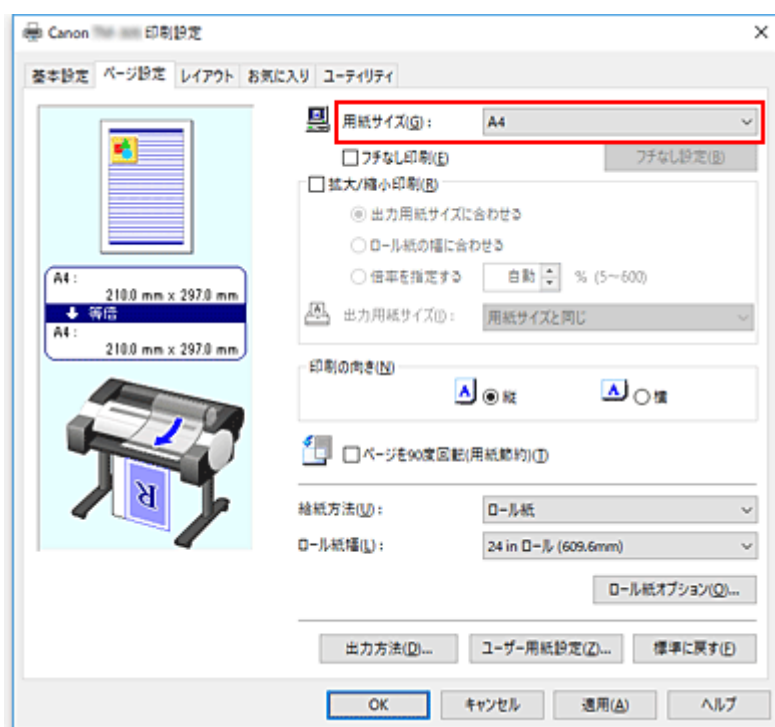 Canon 印刷設定
基本設定 ページ設定 レイアウト お気に入り ユーティリティ
用紙サイズ(G): A4
フチなし印刷(E) フチなし設定(B)
拡大/縮小印刷(R)
出力用紙サイズに合わせる
ロール紙の幅に合わせる
倍率を指定する 自動 % (5～600)
出力用紙サイズ(I): 用紙サイズと同じ
A4:
210.0 mm x 297.0 mm
等倍
A4:
210.0 mm x 297.0 mm
印刷の向き(N)
A 縦 A 横
ページを90度回転(用紙節約)(T)
R
給紙方法(U): ロール紙
ロール紙幅(L): 24 in ロール (609.6mm)
ロール紙オプション(O)...
出力方法(D)... ユーザー用紙設定(Z)... 標準に戻す(F)
OK キャンセル 適用(A) ヘルプ